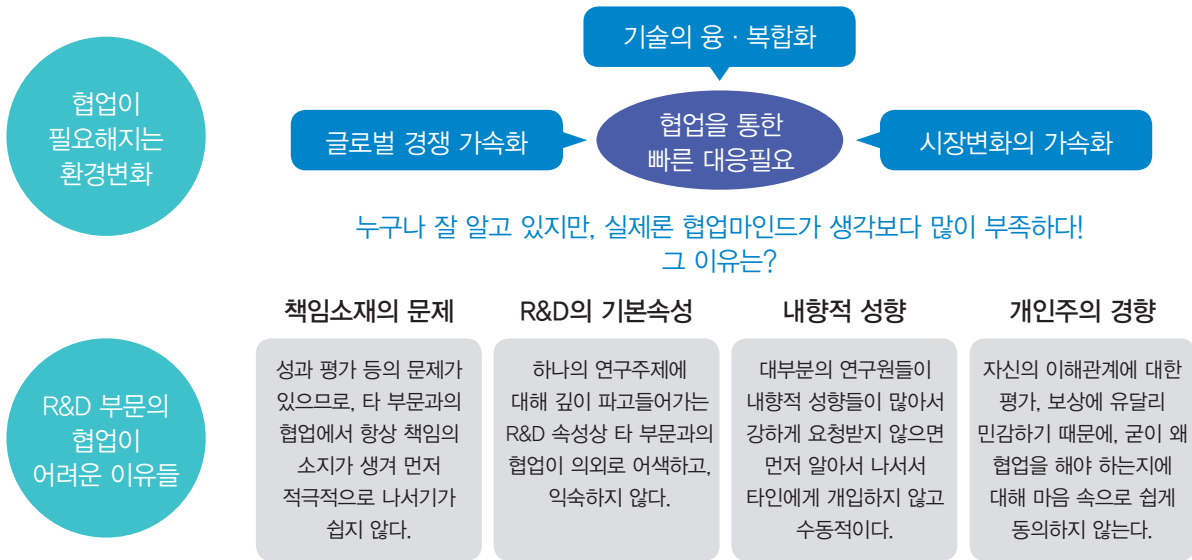 기술의 융 · 복합화
협업이
필요해지는
환경변화
글로벌 경쟁 가속화
협업을 통한
빠른 대응필요
시장변화의 가속화
누구나 잘 알고 있지만, 실제론 협업마인드가 생각보다 많이 부족하다!
그 이유는?
R&D 부문의
협업이
어려운 이유들
책임소재의 문제
성과 평가 등의 문제가
있으므로, 타 부문과의
협업에서 항상 책임의
소지가 생겨 먼저
적극적으로 나서기가
쉽지 않다.
R&D의 기본속성
하나의 연구주제에
대해 깊이 파고들어가는
R&D 속성상 타 부문과의
협업이 의외로 어색하고,
익숙하지 않다.
내향적 성향
대부분의 연구원들이
내향적 성향들이 많아서
강하게 요청받지 않으면
먼저 알아서 나서서
타인에게 개입하지 않고
수동적이다.
개인주의 경향
자신의 이해관계에 대한
평가, 보상에 유달리
민감하기 때문에, 굳이 왜
협업을 해야 하는지에
대해 마음 속으로 쉽게
동의하지 않는다.